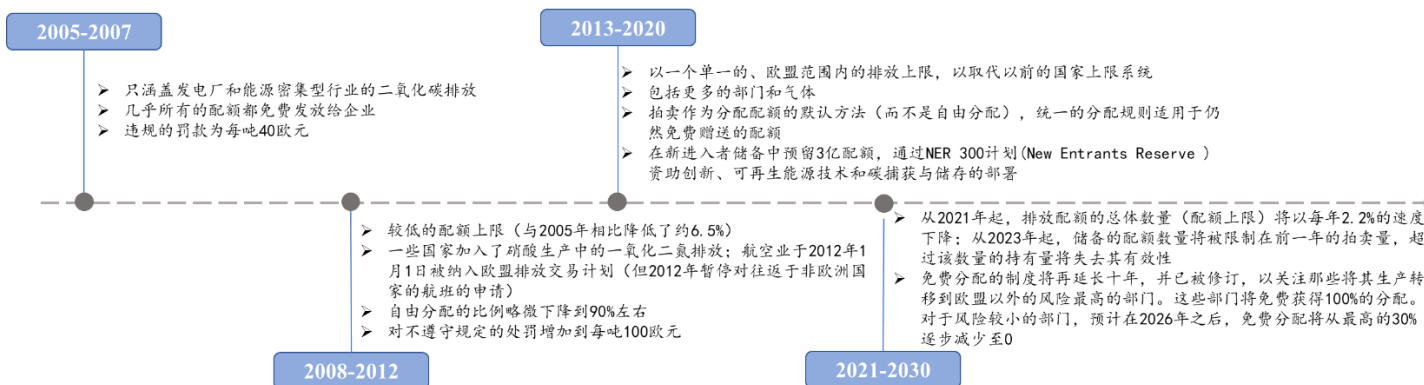 2005-2007
➢ 只涵盖发电厂和能源密集型行业的二氧化碳排放
➢ 几乎所有的配额都免费发放给企业
➢ 违规的罚款为每吨40欧元
2008-2012
➢ 较低的配额上限（与2005年相比降低了约6.5%）
➢ 一些国家加入了硝酸生产中的一氧化二氮排放；航空业于2012年1
月1日被纳入欧盟排放交易计划（但2012年暂停对往返于非欧洲国
家的航班的申请）
➢ 自由分配的比例略微下降到90%左右
➢ 对不遵守规定的处罚增加到每吨100欧元
2013-2020
➢ 以一个单一的、欧盟范围内的排放上限，以取代以前的国家上限系统
➢ 包括更多的部门和气体
➢ 拍卖作为分配配额的默认方法（而不是自由分配），统一的分配规则适用于仍
然免费赠送的配额
➢ 在新进入者储备中预留3亿配额，通过NER 300计划(New Entrants Reserve )
资助创新、可再生能源技术和碳捕获与储存的部署
2021-2030
➢ 从2021年起，排放配额的总体数量（配额上限）将以每年2.2%的速度
下降；从2023年起，储备的配额数量将被限制在前一年的拍卖量，超
过该数量的持有量将失去其有效性
➢ 免费分配的制度将再延长十年，并已被修订，以关注那些将其生产转
移到欧盟以外的风险最高的部门。这些部门将免费获得100%的分配。
对于风险较小的部门，预计在2026年之后，免费分配将从最高的30%
逐步减少至0